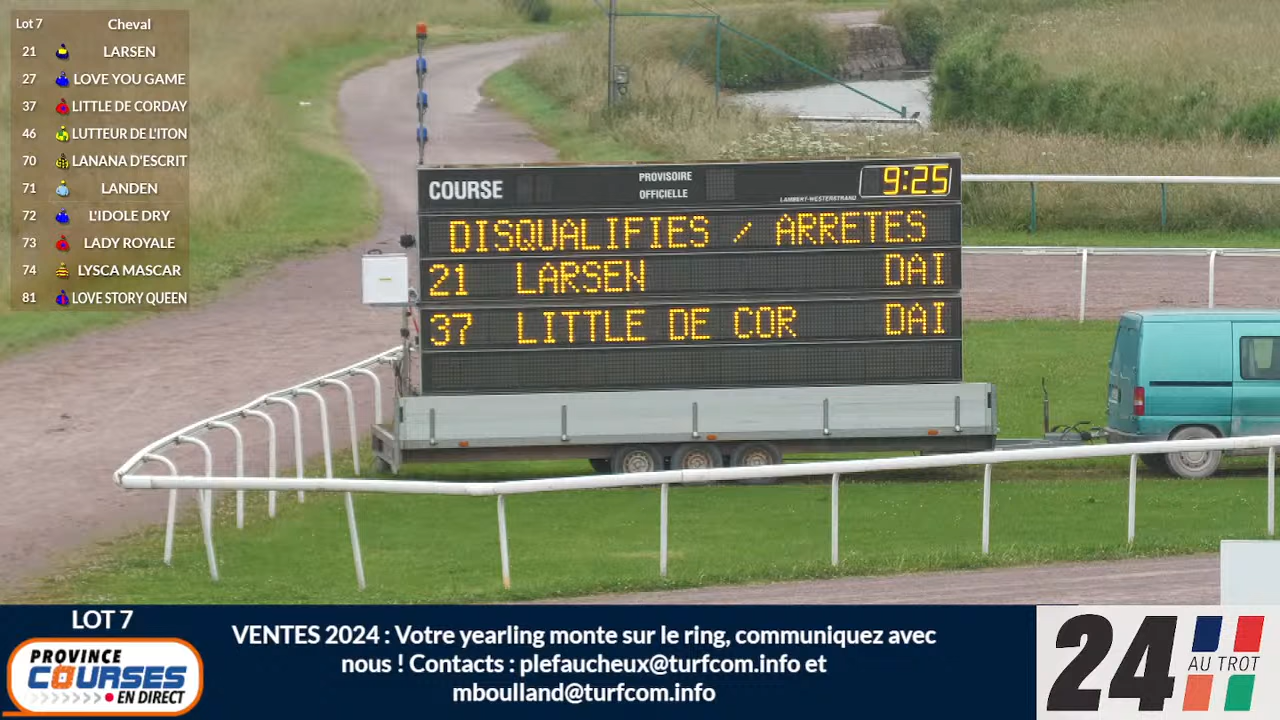 Lot 7 Cheval
21 LARSEN
27 LOVE YOU GAME
37 LITTLE DE CORDAY
46 LUTTEUR DE L'ITON
70 LANANA D'ESCRIT
71 LANDEN
72 L'IDOLE DRY
73 LADY ROYALE
74 LYSCA MASCAR
81 LOVE STORY QUEEN
COURSE
PROVISOIRE
OFFICIELLE
LAMBERT-WESTERSTRAND
9:25
DISQUALIFIES / ARRETES
21 LARSEN DAI
37 LITTLE DE COR DAI
LOT 7
PROVINCE
COURSES
EN DIRECT
VENTES 2024 : Votre yearling monte sur le ring, communiquez avec
nous ! Contacts : plefaucheux@turfcom.info et
mboulland@turfcom.info
24
AU TROT